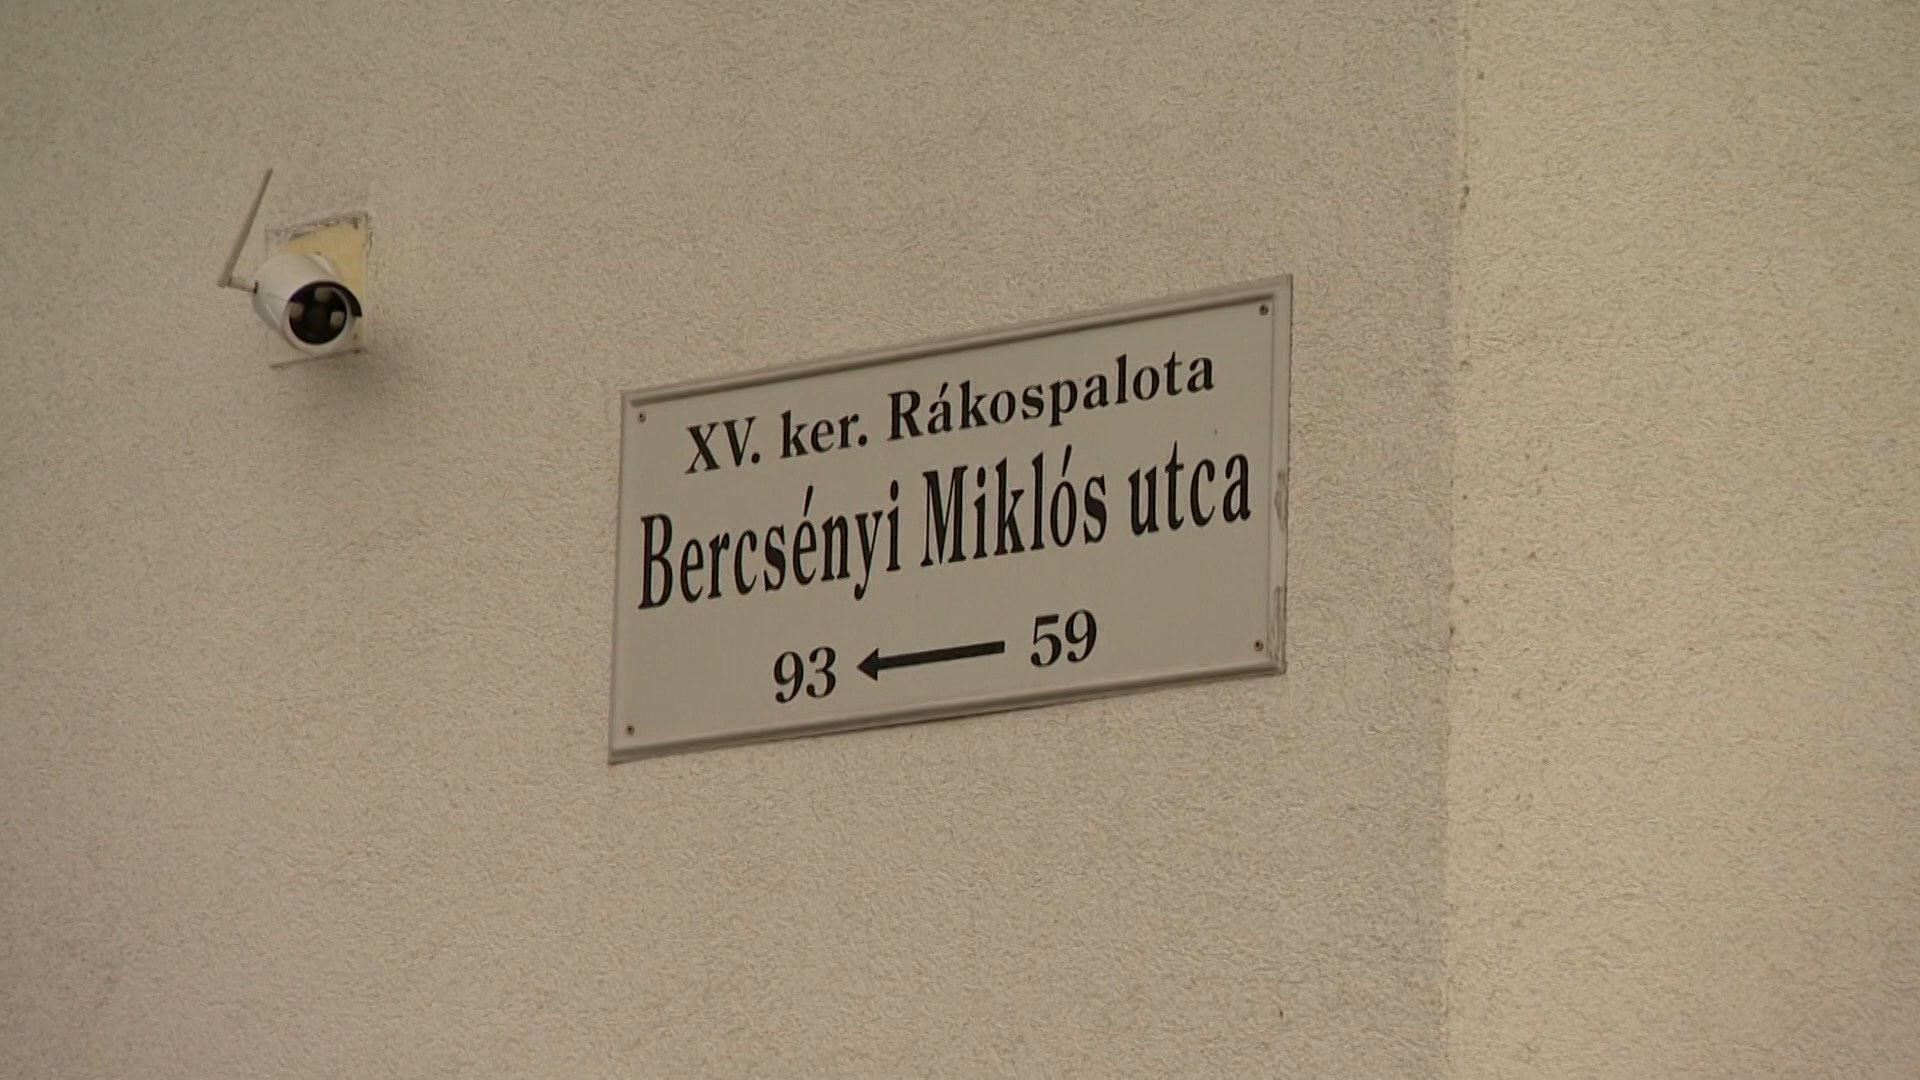 XV. ker. Rákospalota
Bercsényi Miklós utca
93 ← 59